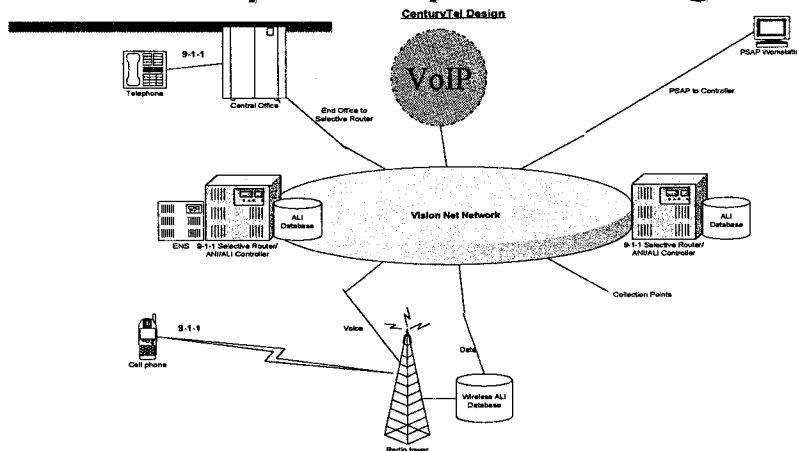 CenturyTel Design
9-1-1
Telephone
Central Office
End Office to
Selective Router
VoIP
PSAP Workstatio
PSAP to Controller
Vision Net Network
ALI
Database
ENS
9-1-1 Selective Router/
ANI/ALI Controller
ALI
Database
9-1-1 Selective Router/
ANI/ALI Controller
Collection Points
Voice
Data
9-1-1
Cell phone
Wireless ALI
Database
Radio tower